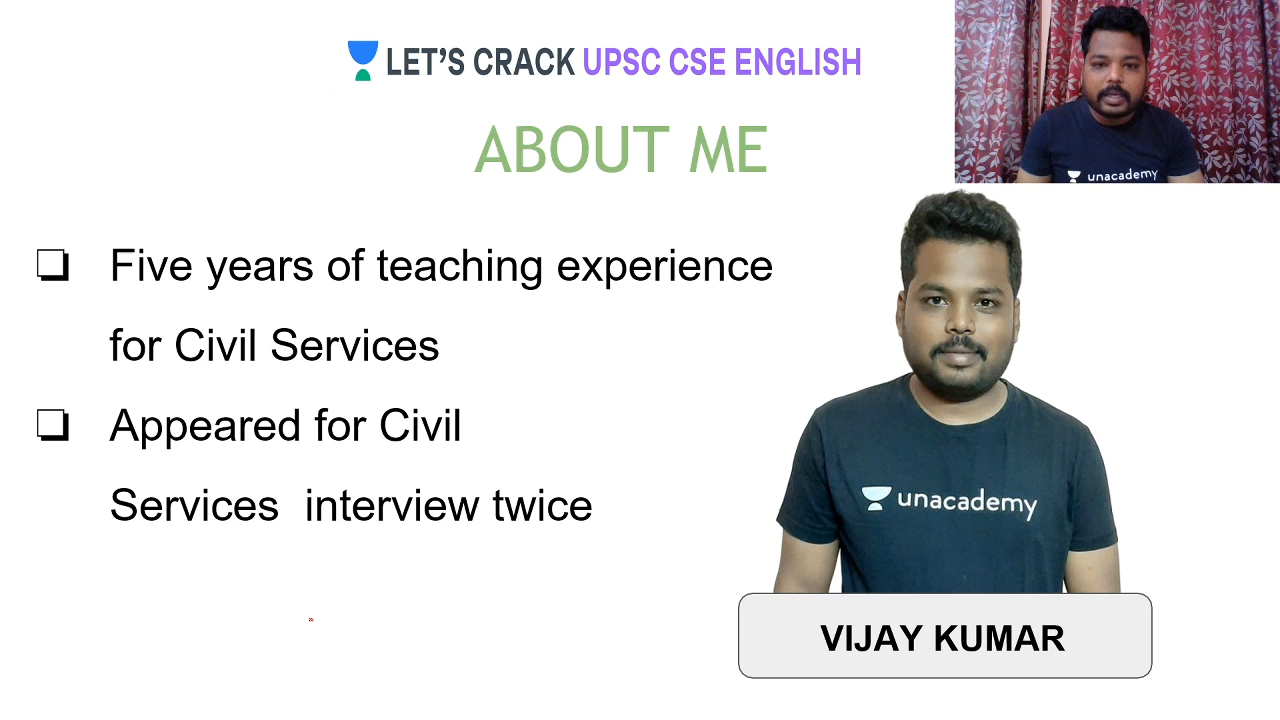 LET'S CRACK UPSC CSE ENGLISH
unacademy
ABOUT ME
❏ Five years of teaching experience
for Civil Services
❏ Appeared for Civil
Services  interview twice
unacademy
VIJAY KUMAR